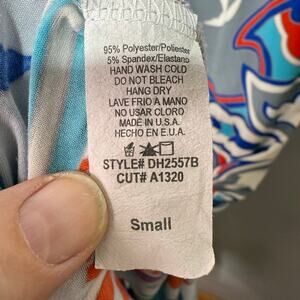 95% Polyester/Poliester
5% Spandex/Elastano
HAND WASH COLD
DO NOT BLEACH
HANG DRY
LAVE FRIO A MANO
NO USAR CLORO
MADE IN U.S.A.
HECHO EN E.U.A.
STYLE# DH2557B
CUT# A1320
Small